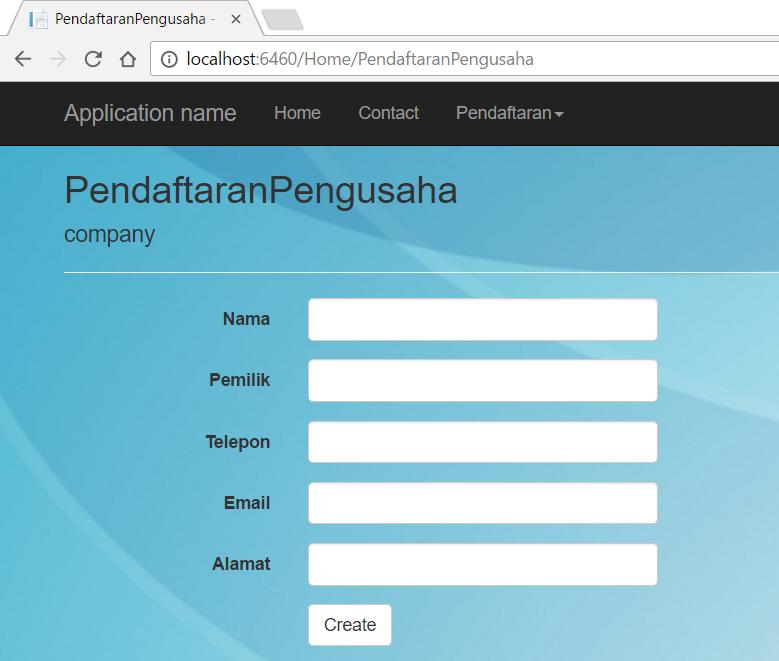 PendaftaranPengusaha -
localhost:6460/Home/PendaftaranPengusaha
Application name Home Contact Pendaftaran
PendaftaranPengusaha
company
Nama
Pemilik
Telepon
Email
Alamat
Create